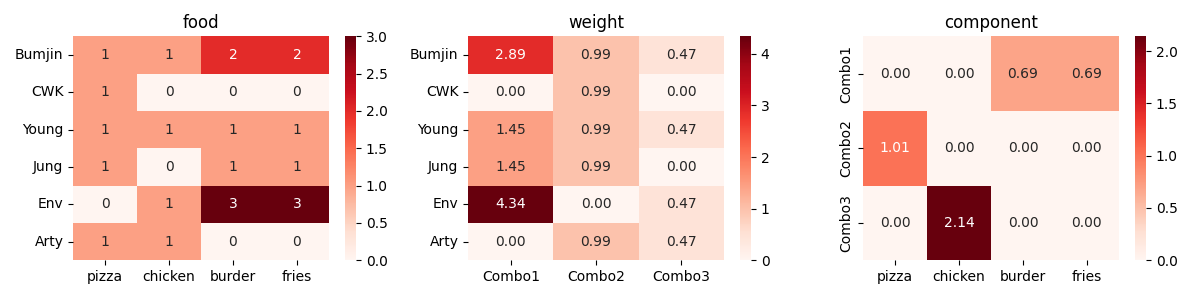 food
Bumjin 1 1 2 2
CWK 1 0 0 0
Young 1 1 1 1
Jung 1 0 1 1
Env 0 1 3 3
Arty 1 1 0 0
pizza chicken burder fries
3.0
2.5
2.0
1.5
1.0
0.5
0.0
weight
Bumjin 2.89 0.99 0.47
CWK 0.00 0.99 0.00
Young 1.45 0.99 0.47
Jung 1.45 0.99 0.00
Env 4.34 0.00 0.47
Arty 0.00 0.99 0.47
Combo1 Combo2 Combo3
4
3
2
1
0
component
Combo1 0.00 0.00 0.69 0.69
Combo2 1.01 0.00 0.00 0.00
Combo3 0.00 2.14 0.00 0.00
pizza chicken burder fries
2.0
1.5
1.0
0.5
0.0